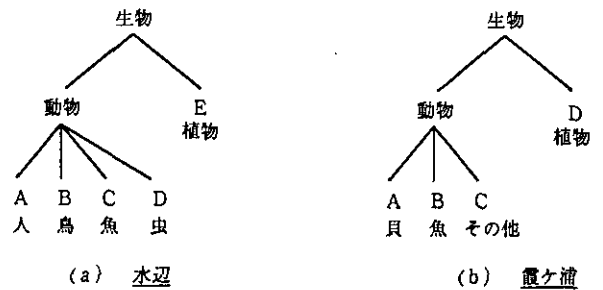 生物
動物
E
植物
A B C D
人 鳥 魚 虫
(a) 水辺
生物
動物
D
植物
A B C
貝 魚 その他
(b) 霞ケ浦